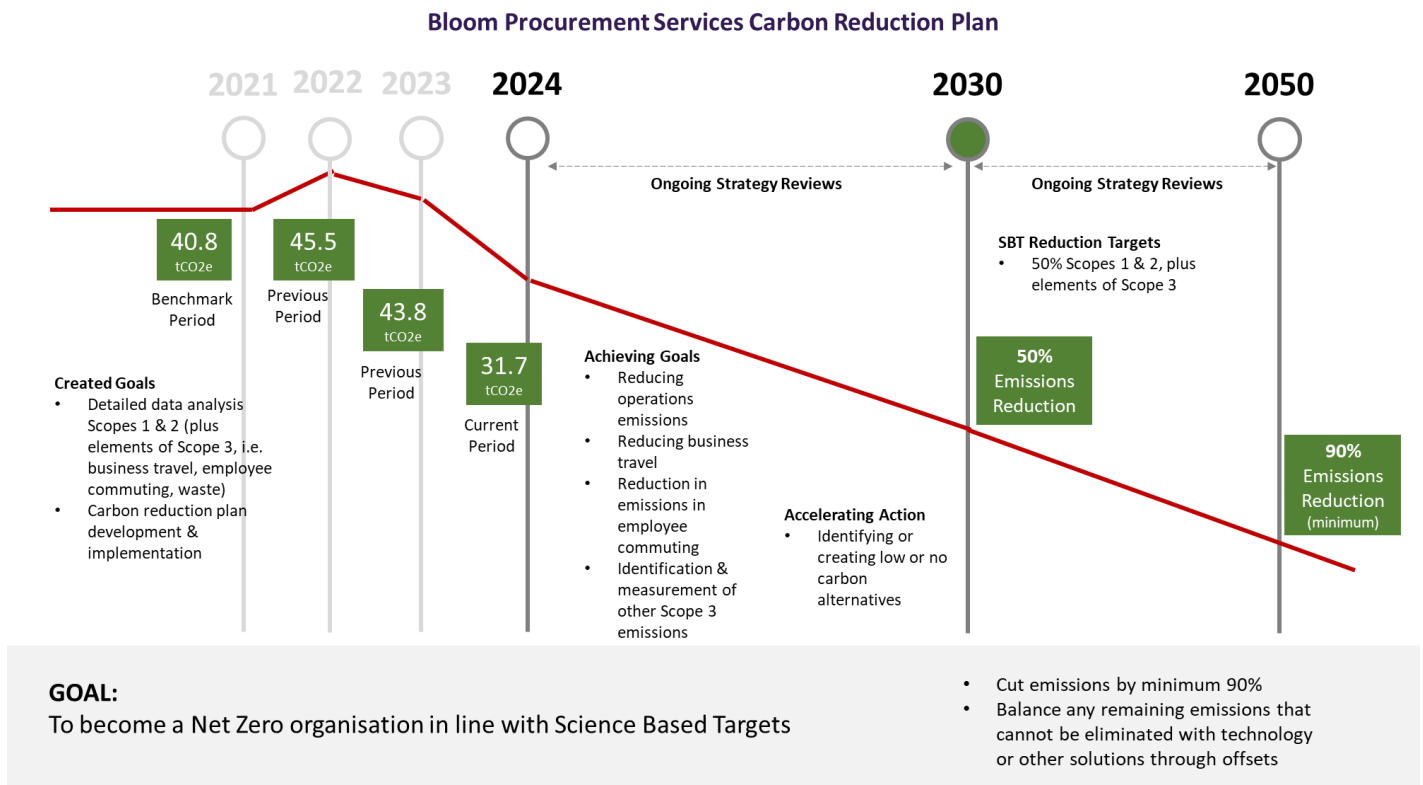 Bloom Procurement Services Carbon Reduction Plan
2021
2022
2023
2024
2030
2050
Ongoing Strategy Reviews
Ongoing Strategy Reviews
40.8
tCO2e
Benchmark
Period
45.5
tCO2e
Previous
Period
43.8
tCO2e
Previous
Period
31.7
tCO2e
Current
Period
Created Goals
• Detailed data analysis
Scopes 1 & 2 (plus
elements of Scope 3, i.e.
business travel, employee
commuting, waste)
• Carbon reduction plan
development &
implementation
Achieving Goals
• Reducing
operations
emissions
• Reducing business
travel
• Reduction in
emissions in
employee
commuting
• Identification &
measurement of
other Scope 3
emissions
Accelerating Action
• Identifying or
creating low or no
carbon
alternatives
SBT Reduction Targets
• 50% Scopes 1 & 2, plus
elements of Scope 3
50%
Emissions
Reduction
90%
Emissions
Reduction
(minimum)
GOAL:
To become a Net Zero organisation in line with Science Based Targets
• Cut emissions by minimum 90%
• Balance any remaining emissions that
cannot be eliminated with technology
or other solutions through offsets